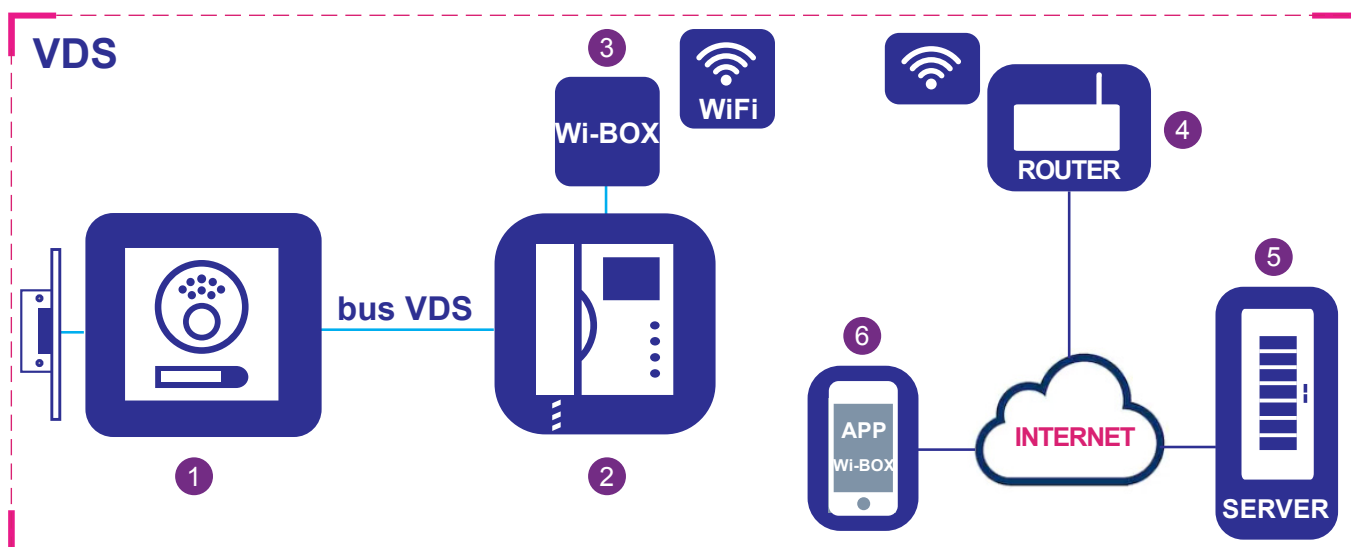 VDS
3
Wi-BOX
WiFi
ROUTER
4
bus VDS
1
2
5
6
APP
Wi-BOX
INTERNET
SERVER